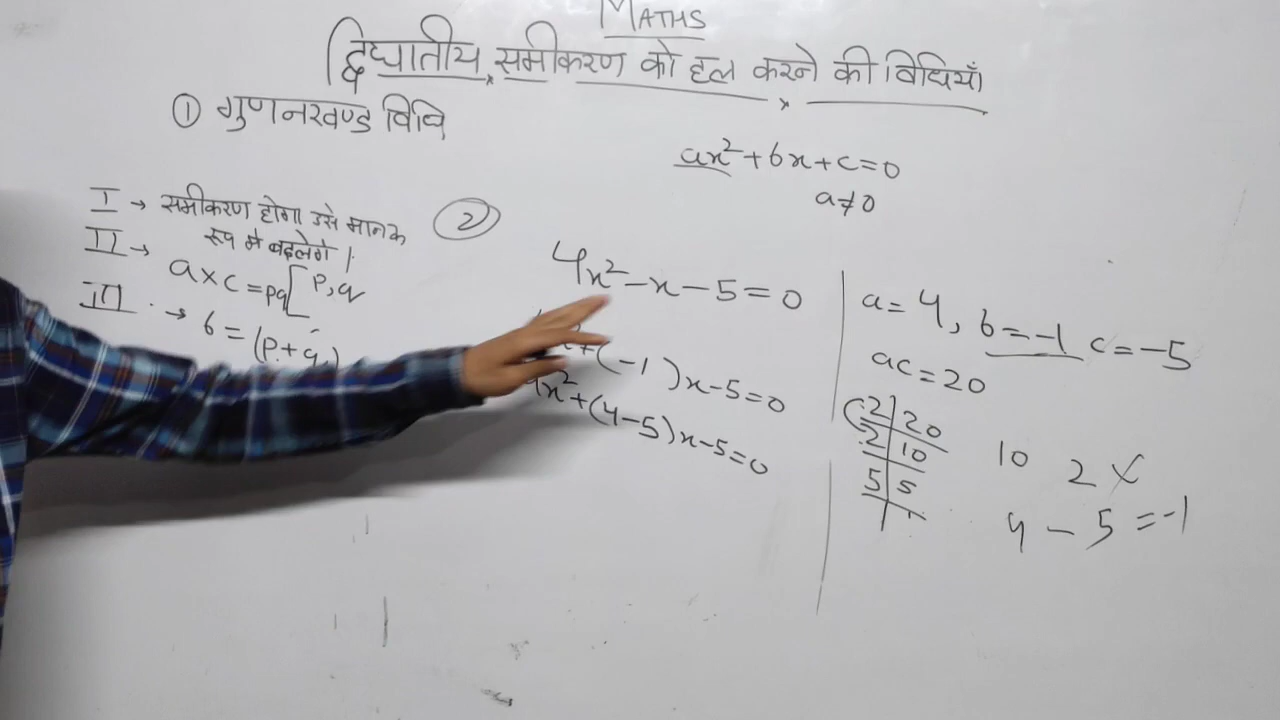 MATHS
द्विघातीय समीकरण को हल करने की विधियाँ
① गुणनखण्ड विधि
ax²+bx+c=0
a≠0
I → समीकरण होगा उसे मानक
रूप में बदलेगे।
II → a×c=pq[p,q
III → b=(p+q)
②
4x²-x-5=0
x²+(-1)x-5=0
4x²+(4-5)x-5=0
a=4, b=-1 c=-5
ac=20
2|20
2|10
5|5
10 2 ×
4-5=-1